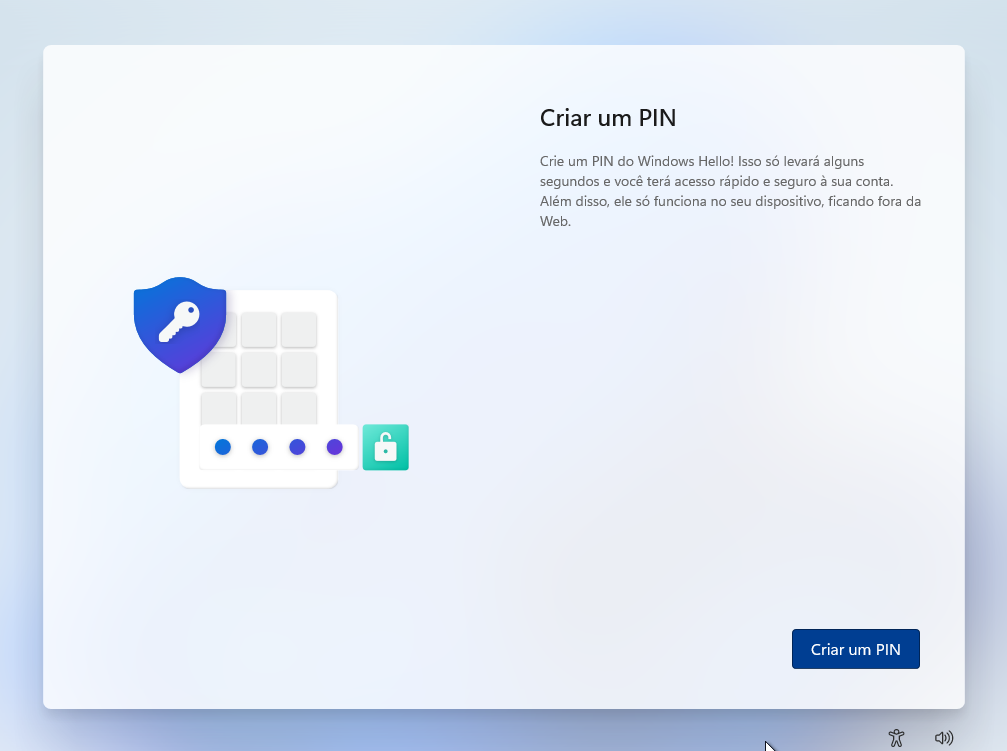 Criar um PIN
Crie um PIN do Windows Hello! Isso só levará alguns
segundos e você terá acesso rápido e seguro à sua conta.
Além disso, ele só funciona no seu dispositivo, ficando fora da
Web.
Criar um PIN